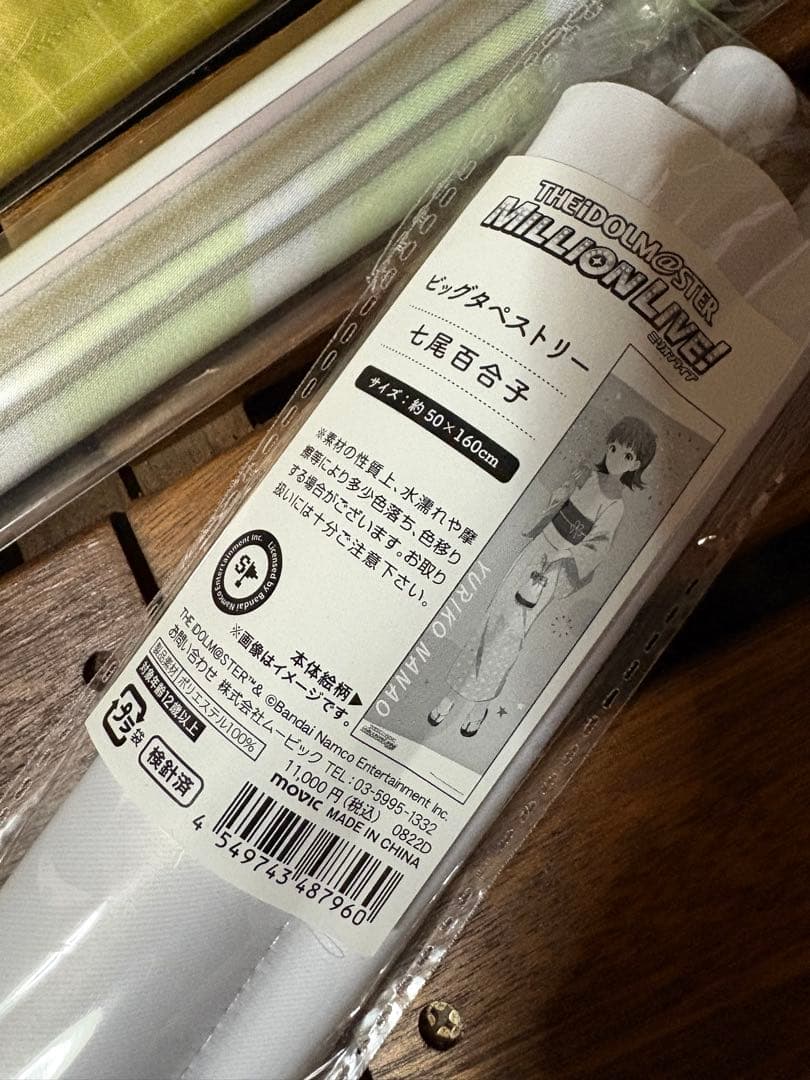 THE iDOLM@STER
MILLION LIVE!
ミリオンライブ
ビッグタペストリー
七尾百合子
サイズ：約50×160cm
※素材の性質上、水濡れや摩
擦等により多少色落ち、色移り
する場合がございます。お取り
扱いには十分ご注意下さい。
YURIKO NANAO
Licensed by Bandai Namco Entertainment Inc.
本体絵柄▶
※画像はイメージです。
THE IDOLM@STER™& ©Bandai Namco Entertainment Inc.
お問い合わせ 株式会社ムービック TEL：03-5995-1332
製品素材 ポリエステル100%
11,000円（税込） 0822D
対象年齢12歳以上
movic MADE IN CHINA
プラ
袋
検針済
4 549743 487960